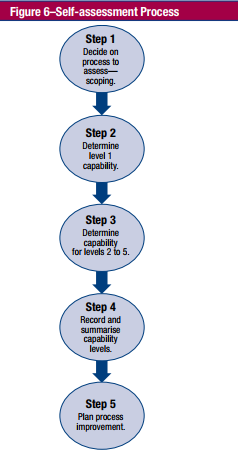 Figure 6–Self-assessment Process
Step 1
Decide on
process to
assess—
scoping.
Step 2
Determine
level 1
capability.
Step 3
Determine
capability
for levels 2 to 5.
Step 4
Record and
summarise
capability
levels.
Step 5
Plan process
improvement.